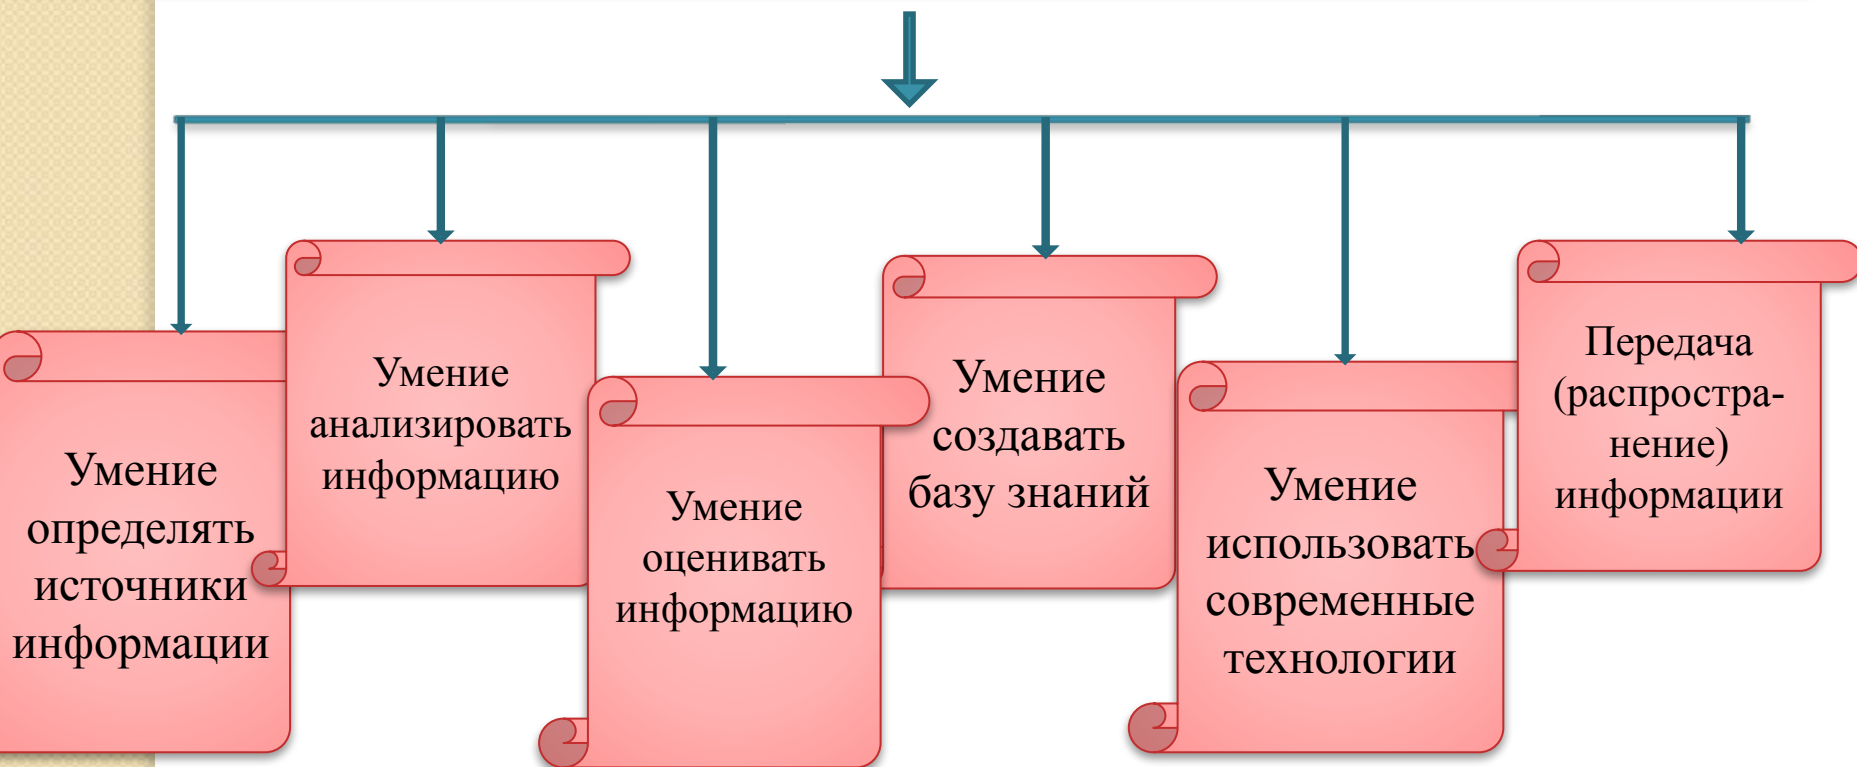 Умение
определять
источники
информации
Умение
анализировать
информацию
Умение
оценивать
информацию
Умение
создавать
базу знаний
Умение
использовать
современные
технологии
Передача
(распростра-
нение)
информации